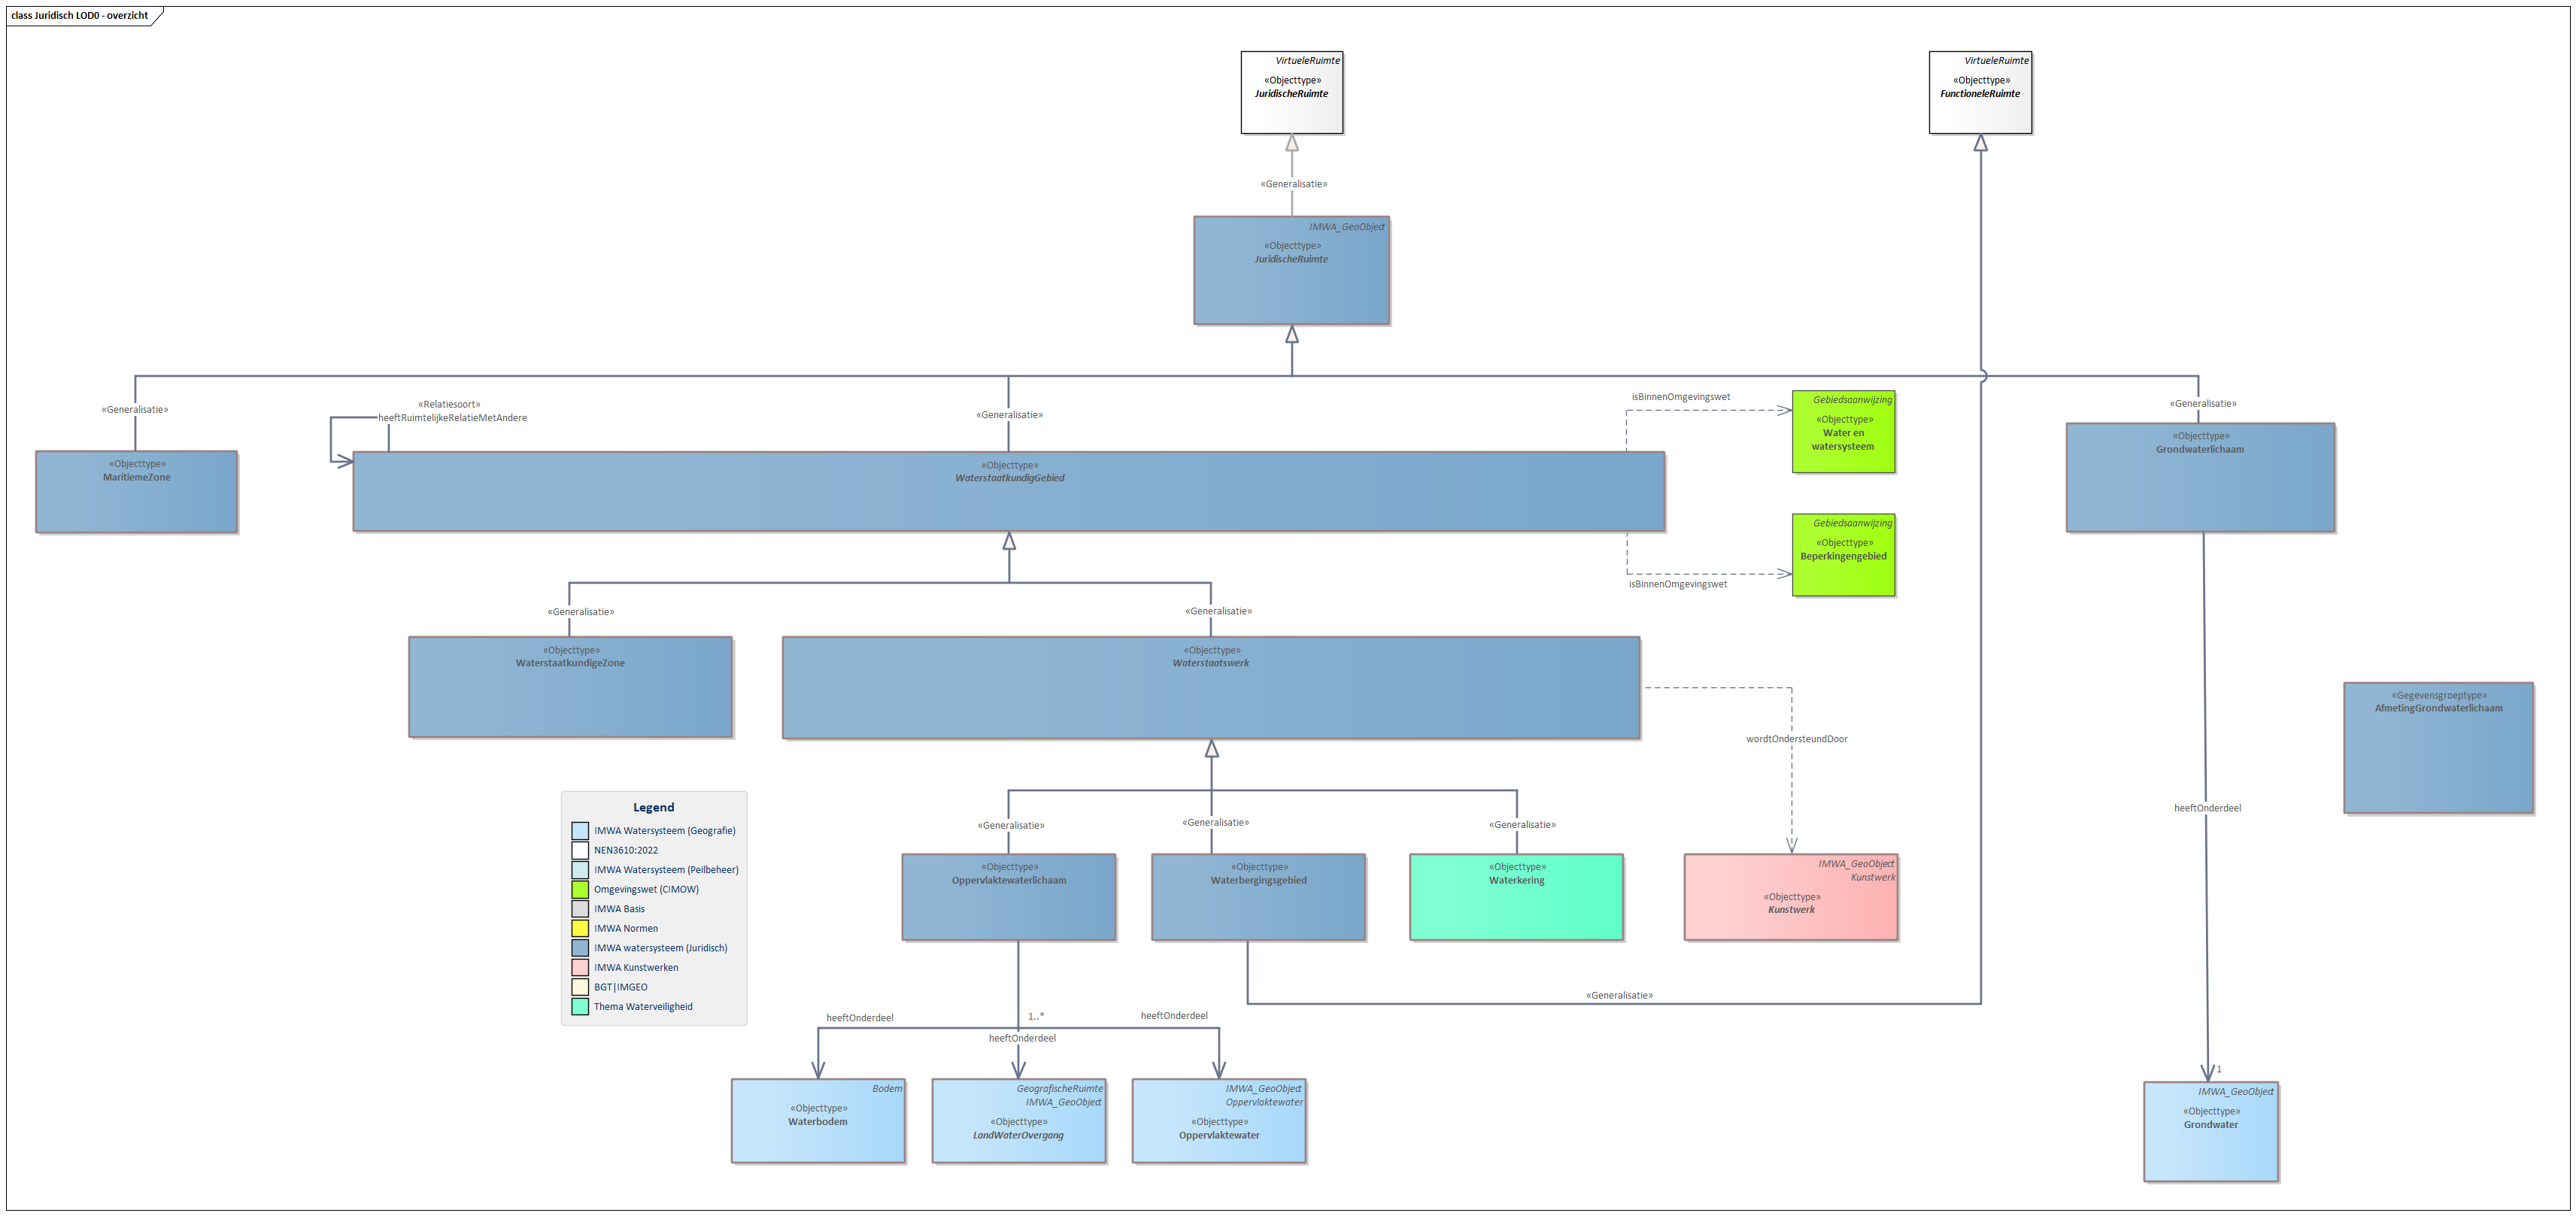 class Juridisch LOD0 - overzicht
VirtueleRuimte
«Objecttype»
JuridischeRuimte
VirtueleRuimte
«Objecttype»
FunctioneleRuimte
«Generalisatie»
IMWA_GeoObject
«Objecttype»
JuridischeRuimte
«Generalisatie»
«Relatiesoort»
heeftRuimtelijkeRelatieMetAndere
«Generalisatie»
isBinnenOmgevingswet
Gebiedsaanwijzing
«Objecttype»
Water en
watersysteem
«Generalisatie»
«Objecttype»
MaritiemeZone
«Objecttype»
WaterstaatkundigGebied
«Objecttype»
Grondwaterlichaam
Gebiedsaanwijzing
«Objecttype»
Beperkingengebied
isBinnenOmgevingswet
«Generalisatie»
«Generalisatie»
«Objecttype»
WaterstaatkundigeZone
«Objecttype»
Waterstaatswerk
«Gegevensgroeptype»
AfmetingGrondwaterlichaam
wordtOndersteundDoor
heeftOnderdeel
«Generalisatie»
«Generalisatie»
«Generalisatie»
Legend
IMWA Watersysteem (Geografie)
NEN3610:2022
IMWA Watersysteem (Peilbeheer)
Omgevingswet (CIMOW)
IMWA Basis
IMWA Normen
IMWA watersysteem (Juridisch)
IMWA Kunstwerken
BGT|IMGEO
Thema Waterveiligheid
«Objecttype»
Oppervlaktewaterlichaam
«Objecttype»
Waterbergingsgebied
«Objecttype»
Waterkering
IMWA_GeoObject
Kunstwerk
«Objecttype»
Kunstwerk
«Generalisatie»
heeftOnderdeel
1..*
heeftOnderdeel
heeftOnderdeel
1
Bodem
«Objecttype»
Waterbodem
GeografischeRuimte
IMWA_GeoObject
«Objecttype»
LandWaterOvergang
IMWA_GeoObject
Oppervlaktewater
«Objecttype»
Oppervlaktewater
IMWA_GeoObject
«Objecttype»
Grondwater